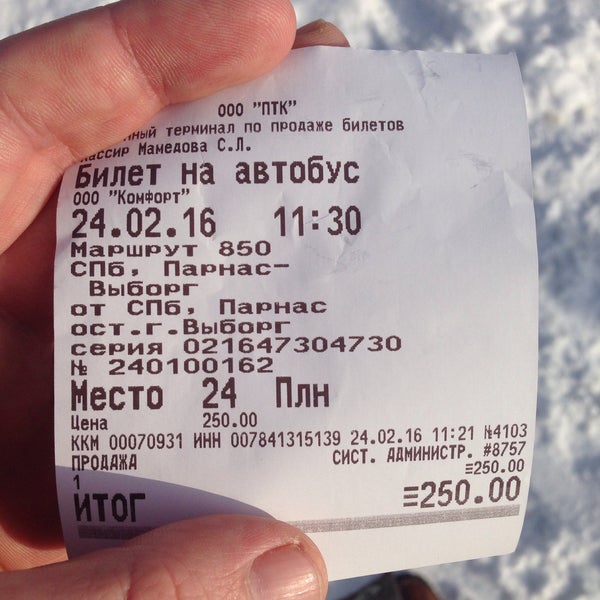 ООО "ПТК"
терминал по продаже билетов
Кассир Мамедова С.Л.
Билет на автобус
ООО "Комфорт"
24.02.16 11:30
Маршрут 850
СПб, Парнас-
Выборг
от СПб, Парнас
ост.г.Выборг
серия 021647304730
№ 240100162
Место 24 Плн
Цена 250.00
ККМ 00070931 ИНН 007841315139 24.02.16 11:21 №4103
ПРОДАЖА СИСТ. АДМИНИСТР. #8757
1 ≡250.00
ИТОГ ≡250.00